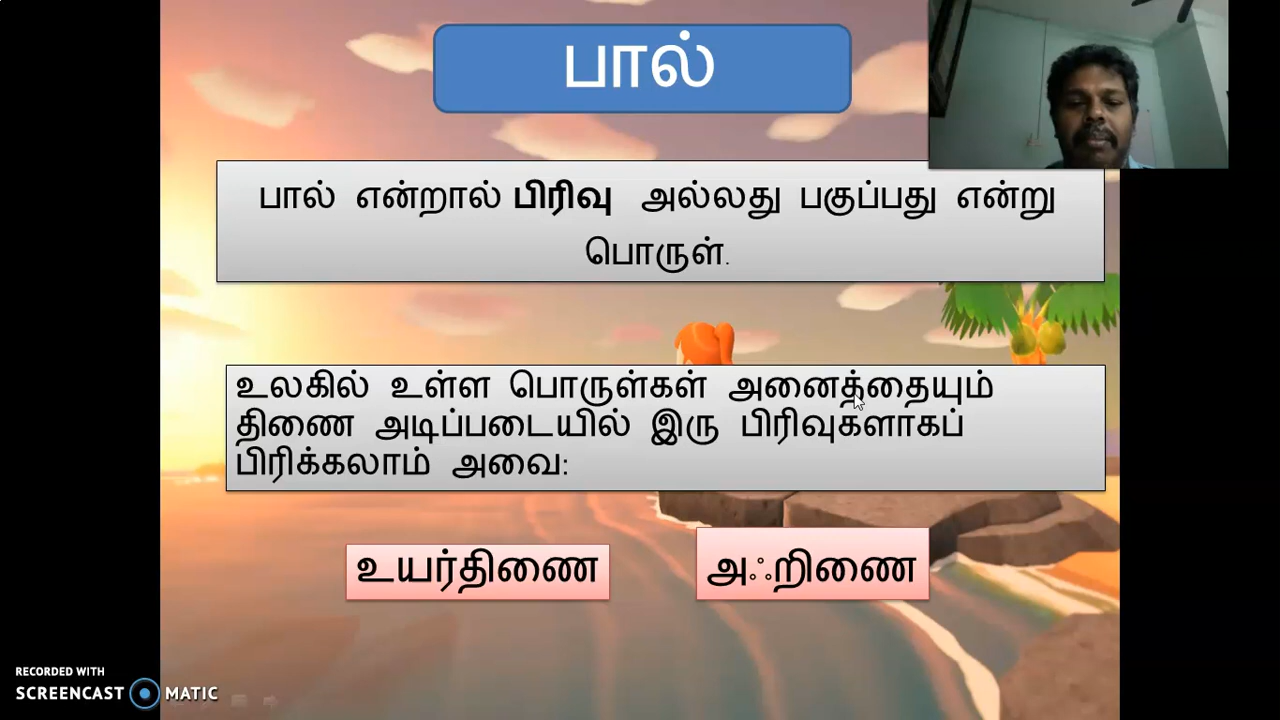 பால்
பால் என்றால் பிரிவு அல்லது பகுப்பது என்று
பொருள்.
உலகில் உள்ள பொருள்கள் அனைத்தையும்
திணை அடிப்படையில் இரு பிரிவுகளாகப்
பிரிக்கலாம் அவை:
உயர்திணை
அஃறிணை
RECORDED WITH
SCREENCAST MATIC